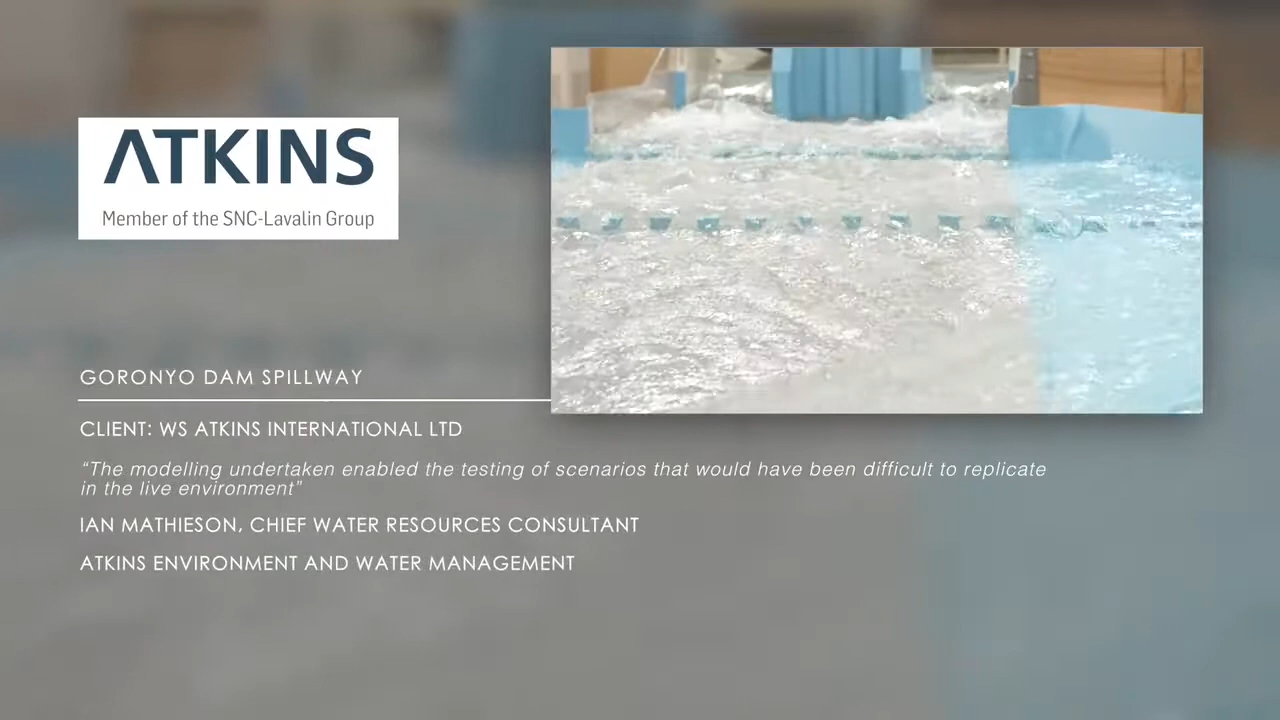 ATKINS
Member of the SNC-Lavalin Group
GORONYO DAM SPILLWAY
CLIENT: WS ATKINS INTERNATIONAL LTD
“The modelling undertaken enabled the testing of scenarios that would have been difficult to replicate
in the live environment”
IAN MATHIESON, CHIEF WATER RESOURCES CONSULTANT
ATKINS ENVIRONMENT AND WATER MANAGEMENT